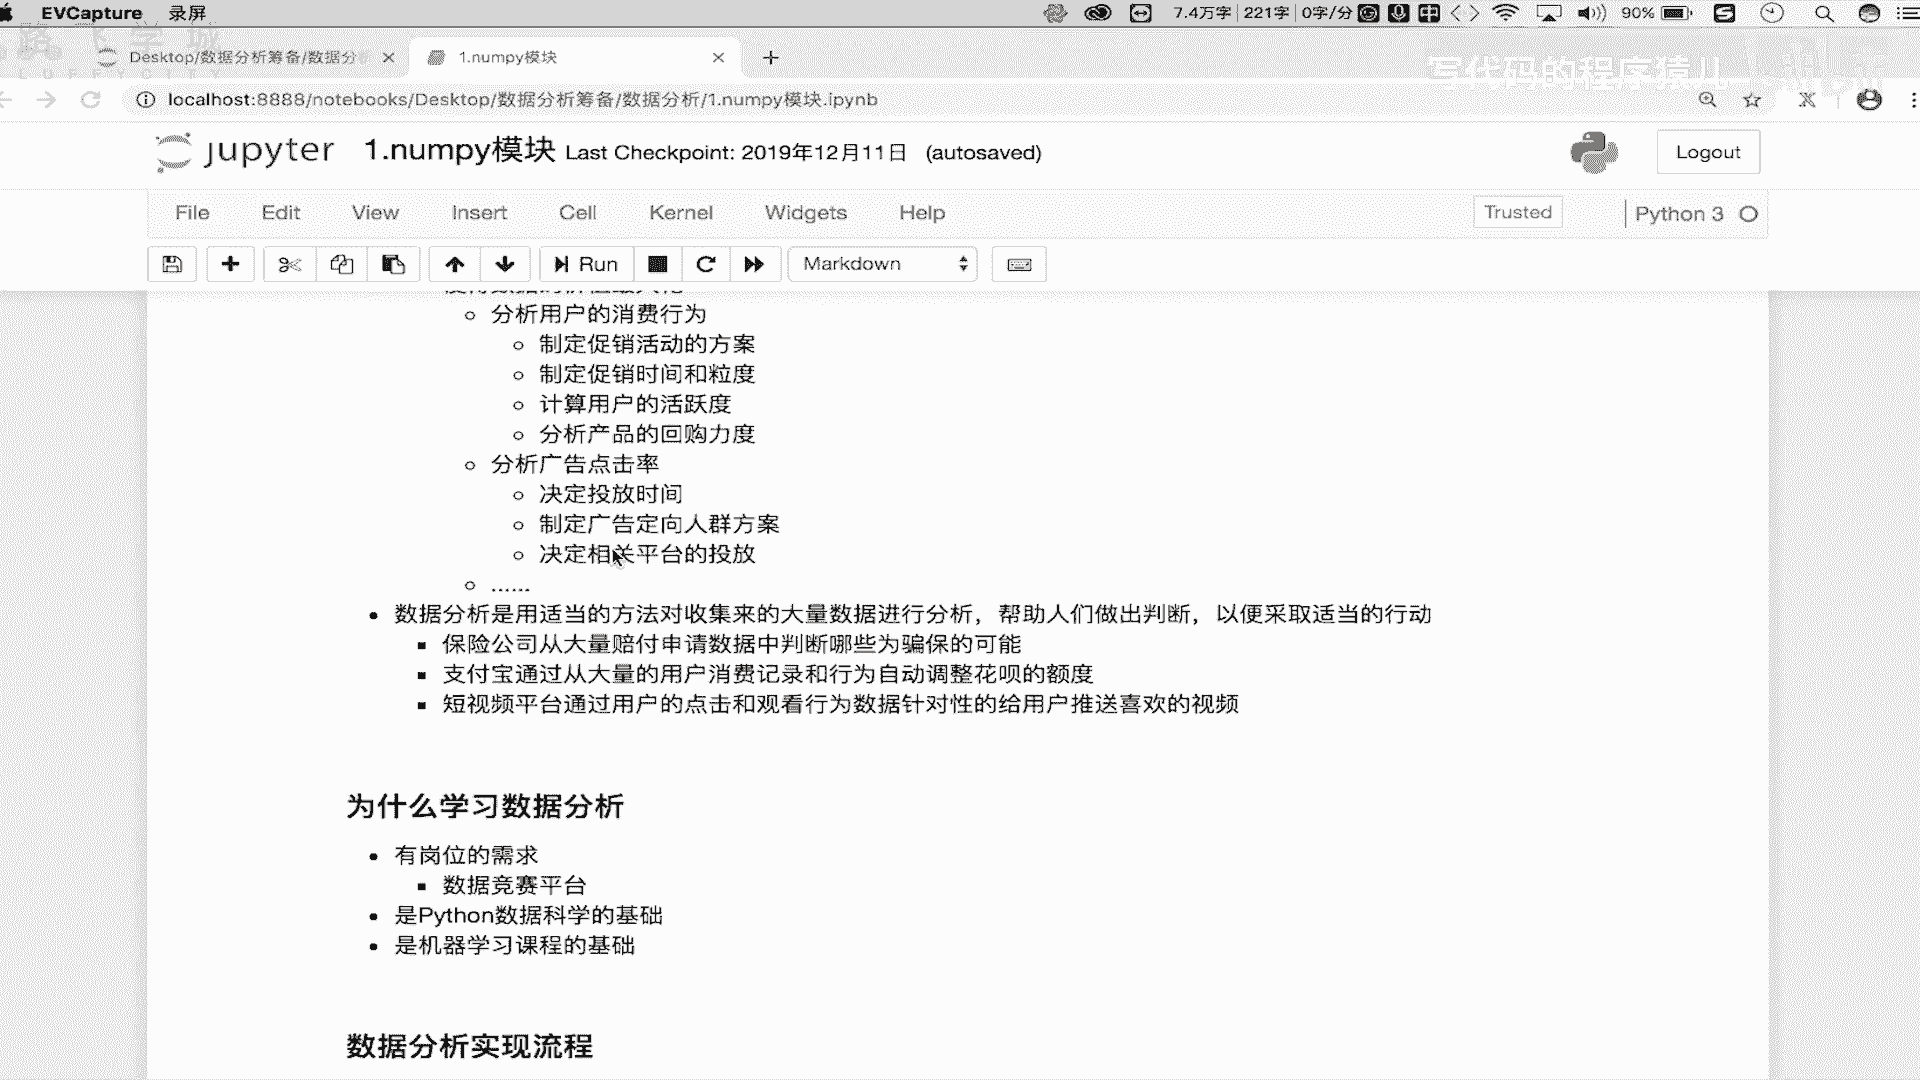 EVCapture 录屏 7.4万字 221字 0字/分 中 90%
Desktop/数据分析筹备/数据分 1.numpy模块
LUFFYCITY
写代码的程序猿儿
localhost:8888/notebooks/Desktop/数据分析筹备/数据分析/1.numpy模块.ipynb
jupyter 1.numpy模块 Last Checkpoint: 2019年12月11日 (autosaved) Logout
File Edit View Insert Cell Kernel Widgets Help Trusted Python 3
Run Markdown
分析用户的消费行为
制定促销活动的方案
制定促销时间和粒度
计算用户的活跃度
分析产品的回购力度
分析广告点击率
决定投放时间
制定广告定向人群方案
决定相关平台的投放
......
数据分析是用适当的方法对收集来的大量数据进行分析，帮助人们做出判断，以便采取适当的行动
保险公司从大量赔付申请数据中判断哪些为骗保的可能
支付宝通过从大量的用户消费记录和行为自动调整花呗的额度
短视频平台通过用户的点击和观看行为数据针对性的给用户推送喜欢的视频
为什么学习数据分析
有岗位的需求
数据竞赛平台
是Python数据科学的基础
是机器学习课程的基础
数据分析实现流程